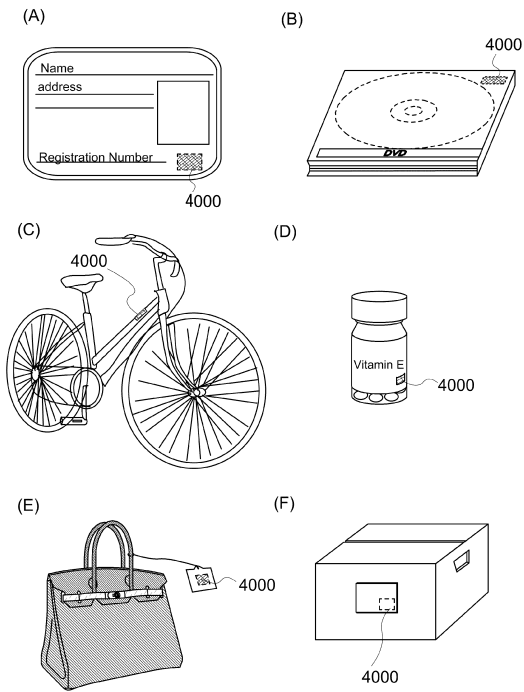 (A)
Name
address
Registration Number
4000
(B)
4000
DVD
(C)
4000
(D)
Vitamin E
4000
(E)
4000
(F)
4000